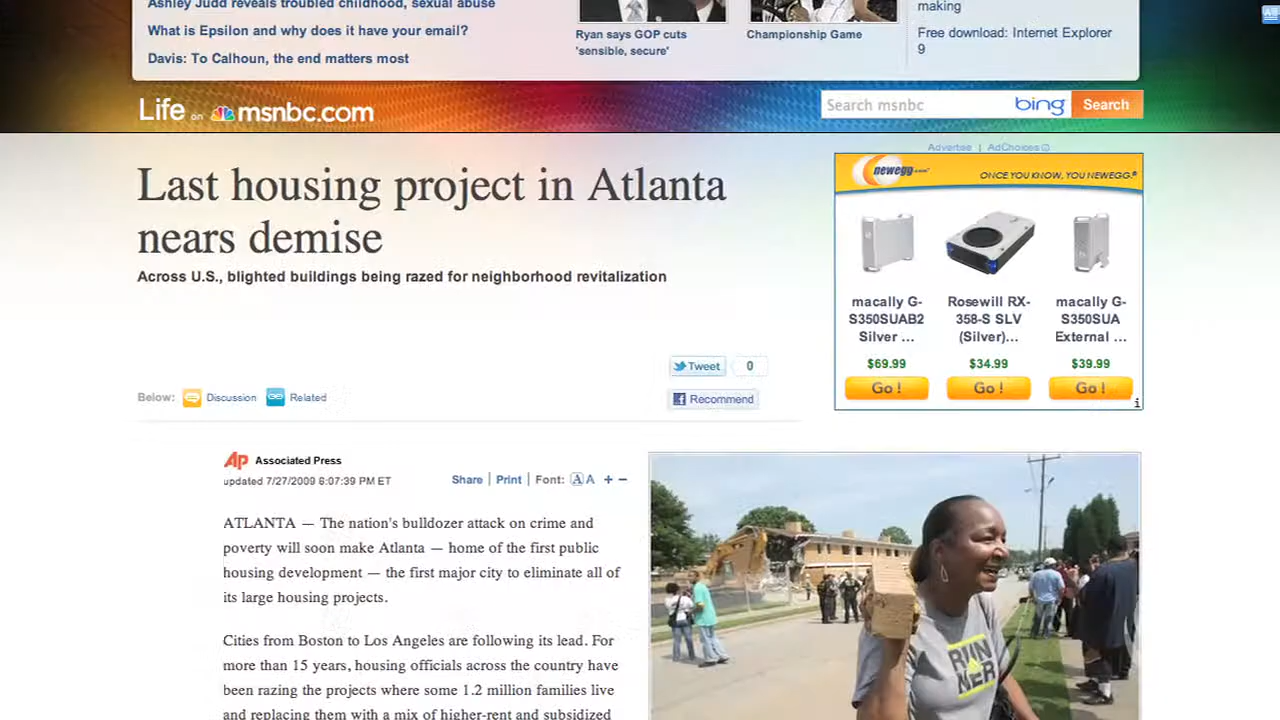 Ashley Judd reveals troubled childhood, sexual abuse
What is Epsilon and why does it have your email?
Davis: To Calhoun, the end matters most
Ryan says GOP cuts
'sensible, secure'
Championship Game
making
Free download: Internet Explorer
9
Life on msnbc.com
Search msnbc
bing
Search
Advertise | AdChoices
Last housing project in Atlanta
nears demise
Across U.S., blighted buildings being razed for neighborhood revitalization
newegg.com
ONCE YOU KNOW, YOU NEWEGG.®
macally G-
S350SUAB2
Silver ...
$69.99
Go !
Rosewill RX-
358-S SLV
(Silver)...
$34.99
Go !
macally G-
S350SUA
External ...
$39.99
Go !
i
Tweet
0
Recommend
Below:
Discussion
Related
AP Associated Press
updated 7/27/2009 6:07:39 PM ET
Share | Print | Font: A A + −
ATLANTA — The nation's bulldozer attack on crime and
poverty will soon make Atlanta — home of the first public
housing development — the first major city to eliminate all of
its large housing projects.
Cities from Boston to Los Angeles are following its lead. For
more than 15 years, housing officials across the country have
been razing the projects where some 1.2 million families live
and replacing them with a mix of higher-rent and subsidized
RUN
NER